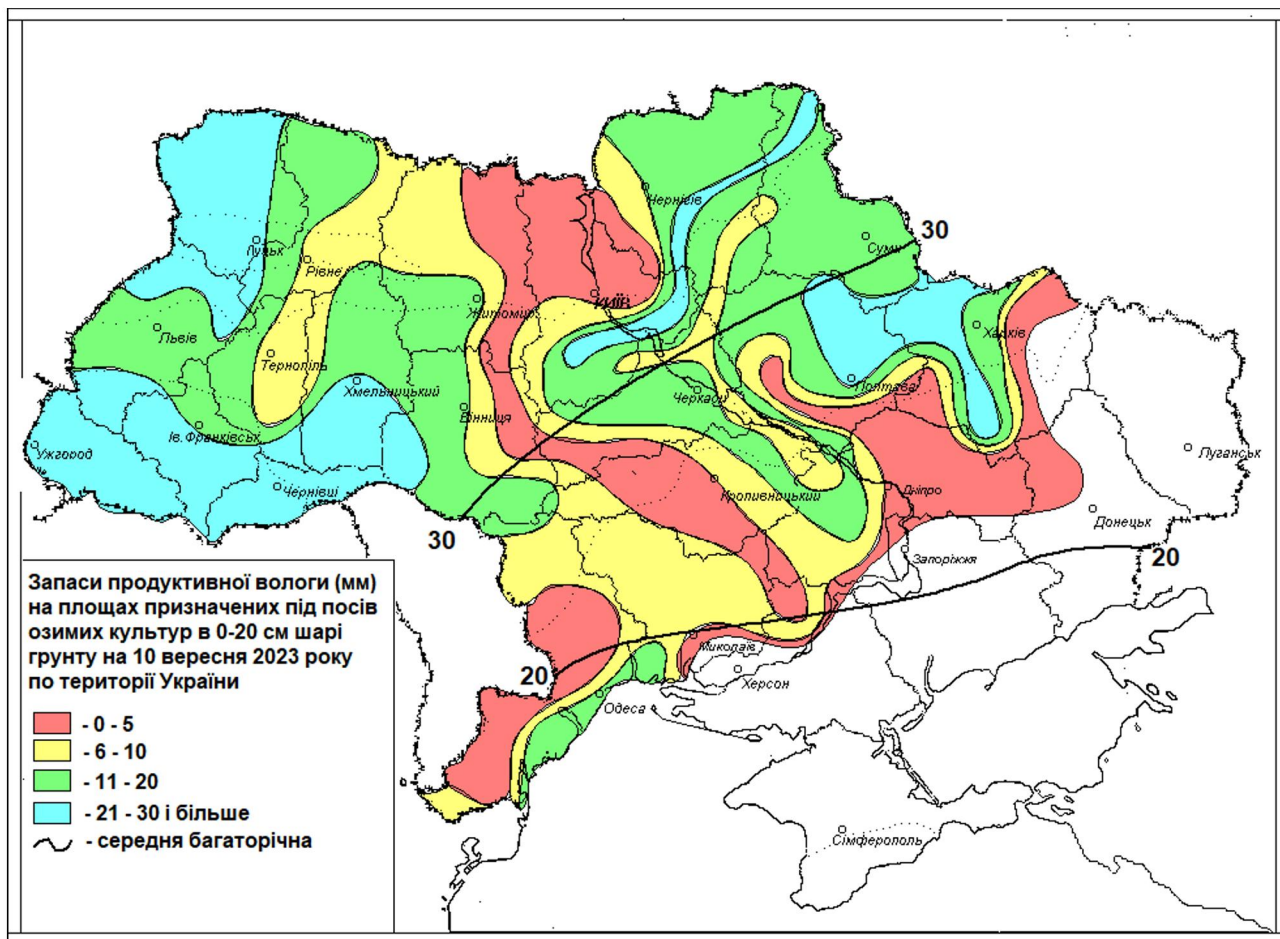 Чернігів
Суми
30
Луцьк
Рівне
Київ
Житомир
Львів
Харків
Тернопіль
Хмельницький
Полтава
Черкаси
Вінниця
Ів. Франківськ
Ужгород
Луганськ
Чернівці
Кропивницький
Дніпро
Донецьк
30
Запоріжжя
20
Запаси продуктивної вологи (мм)
на площах призначених під посів
озимих культур в 0-20 см шарі
грунту на 10 вересня 2023 року
по території України
Миколаїв
20
Херсон
Одеса
- 0 - 5
- 6 - 10
- 11 - 20
- 21 - 30 і більше
- середня багаторічна
Сімферополь